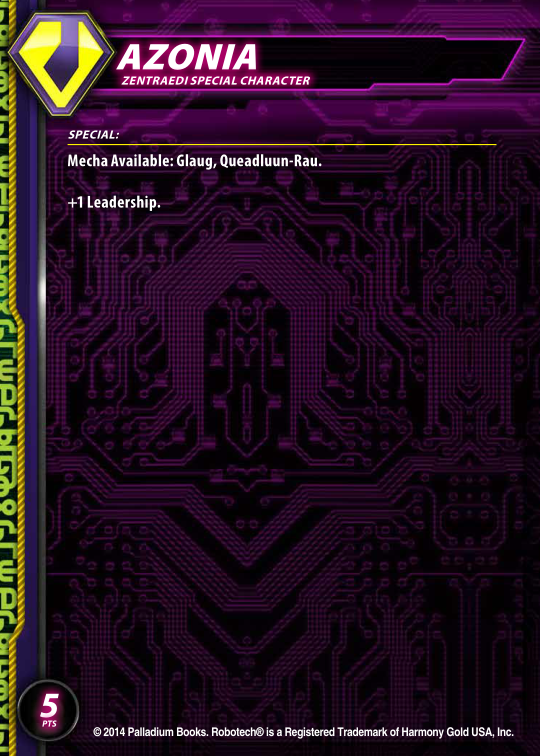 AZONIA
ZENTRAEDI SPECIAL CHARACTER
SPECIAL:
Mecha Available: Glaug, Queadluun-Rau.
+1 Leadership.
5
PTS
© 2014 Palladium Books. Robotech® is a Registered Trademark of Harmony Gold USA, Inc.